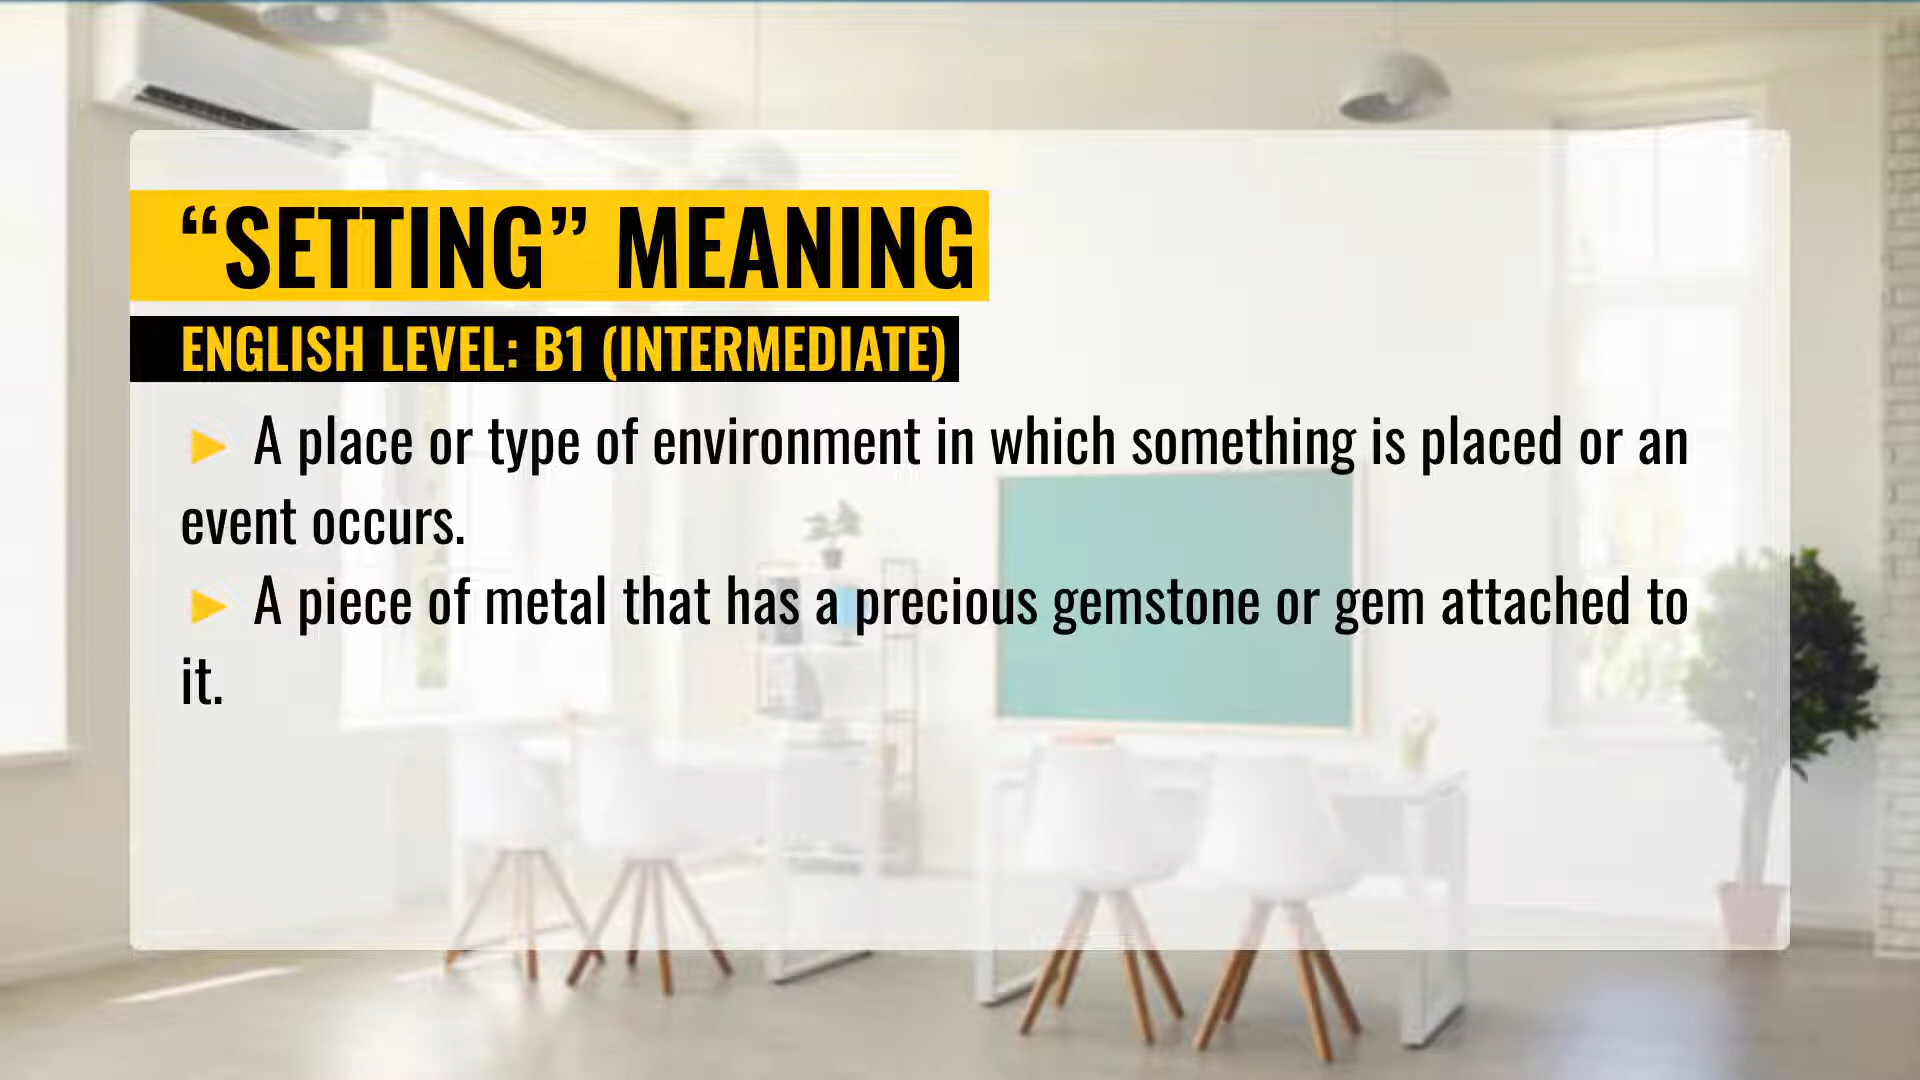 “SETTING” MEANING
ENGLISH LEVEL: B1 (INTERMEDIATE)
► A place or type of environment in which something is placed or an
event occurs.
► A piece of metal that has a precious gemstone or gem attached to
it.